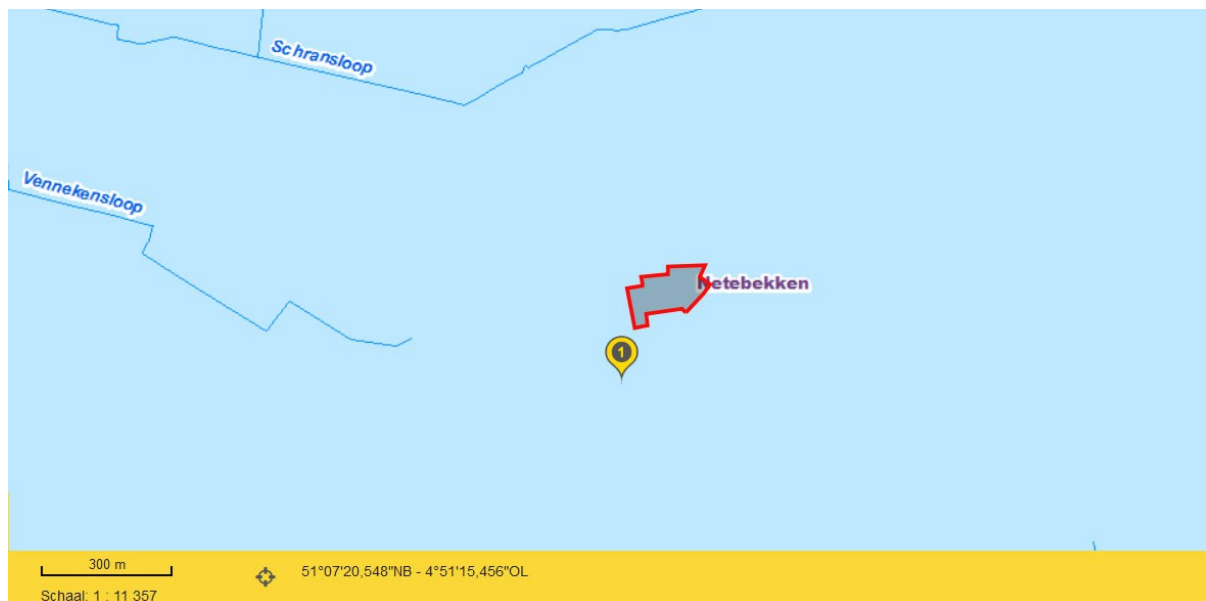 Schransloop
Vennekensloop
Netebekken
1
300 m
51°07'20,548"NB - 4°51'15,456"OL
Schaal: 1 : 11 357